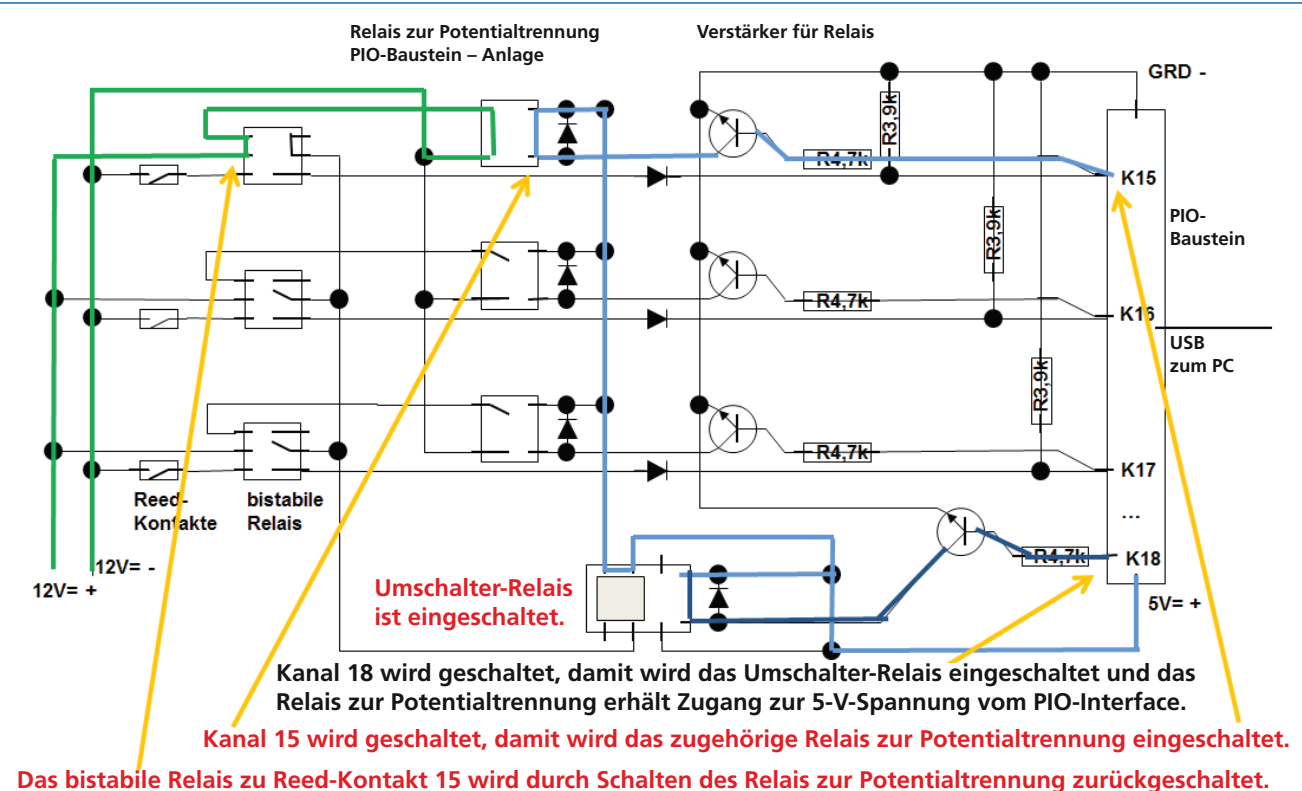 Relais zur Potentialtrennung
PIO-Baustein – Anlage
Verstärker für Relais
GRD -
R3,9k
R4,7k
K15
PIO-
Baustein
R3,9k
R4,7k
K16
USB
zum PC
R3,9k
R4,7k
K17
Reed-
Kontakte
bistabile
Relais
...
R4,7k
K18
12V= -
12V= +
5V= +
Umschalter-Relais
ist eingeschaltet.
Kanal 18 wird geschaltet, damit wird das Umschalter-Relais eingeschaltet und das
Relais zur Potentialtrennung erhält Zugang zur 5-V-Spannung vom PIO-Interface.
Kanal 15 wird geschaltet, damit wird das zugehörige Relais zur Potentialtrennung eingeschaltet.
Das bistabile Relais zu Reed-Kontakt 15 wird durch Schalten des Relais zur Potentialtrennung zurückgeschaltet.